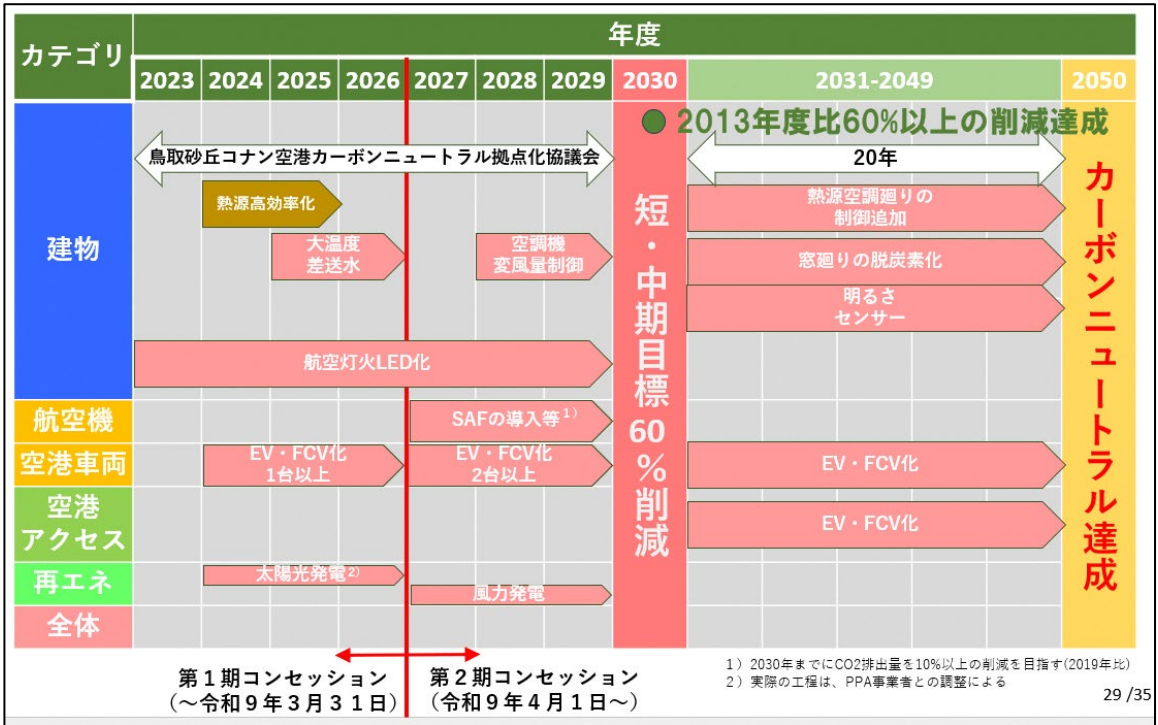 カテゴリ
年度
2023 2024 2025 2026 2027 2028 2029 2030 2031-2049 2050
● 2013年度比60%以上の削減達成
鳥取砂丘コナン空港カーボンニュートラル拠点化協議会
20年
建物
熱源高効率化
大温度
差送水
空調機
変風量制御
航空灯火LED化
熱源空調廻りの
制御追加
窓廻りの脱炭素化
明るさ
センサー
航空機
SAFの導入等1）
空港車両
EV・FCV化
1台以上
EV・FCV化
2台以上
EV・FCV化
空港
アクセス
EV・FCV化
再エネ
太陽光発電2）
風力発電
全体
短・中期目標60％削減
カーボンニュートラル達成
第１期コンセッション
（～令和９年３月３１日）
第２期コンセッション
（令和９年４月１日～）
1）2030年までにCO2排出量を10%以上の削減を目指す(2019年比)
2）実際の工程は、PPA事業者との調整による
29 /35